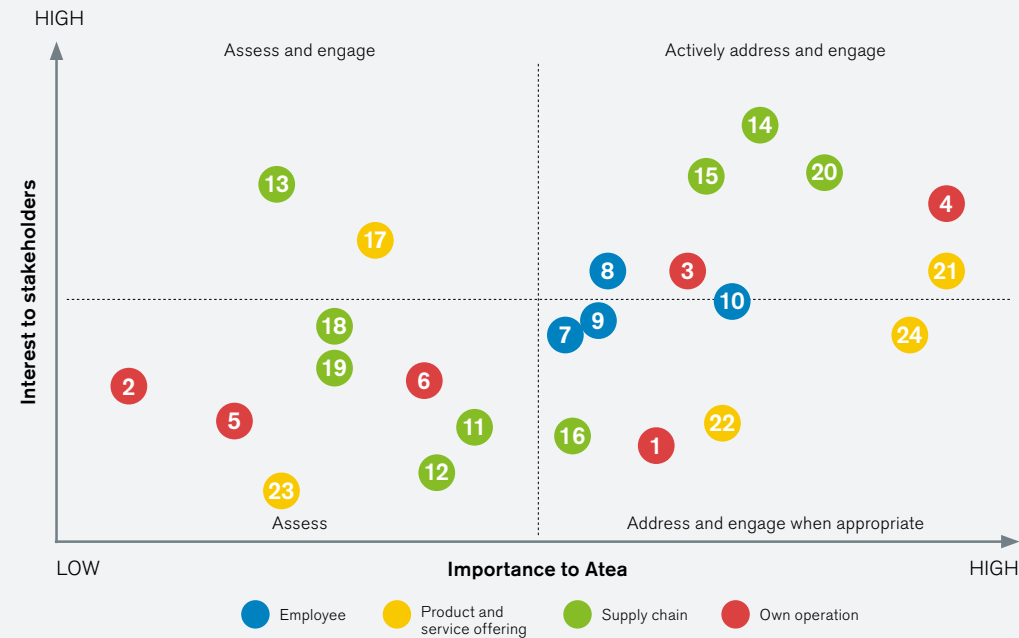 HIGH
Assess and engage
Actively address and engage
14
15
20
13
4
17
8
3
21
10
9
7
18
24
19
6
2
5
11
22
16
1
12
23
Interest to stakeholders
Assess
Address and engage when appropriate
LOW
Importance to Atea
HIGH
Employee
Product and
service offering
Supply chain
Own operation